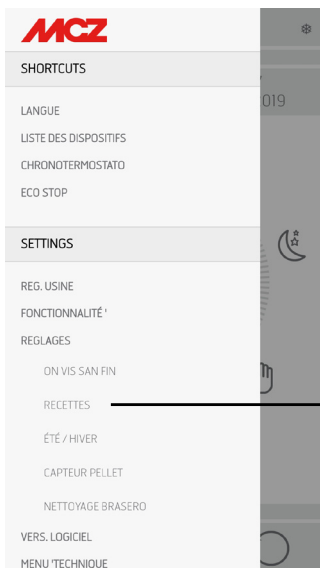 MCZ
SHORTCUTS
019
LANGUE
LISTE DES DISPOSITIFS
CHRONOTERMOSTATO
ECO STOP
SETTINGS
REG. USINE
FONCTIONNALITÉ '
REGLAGES
ON VIS SAN FIN
RECETTES
ÉTÉ / HIVER
CAPTEUR PELLET
NETTOYAGE BRASERO
VERS. LOGICIEL
MENU 'TECHNIQUE